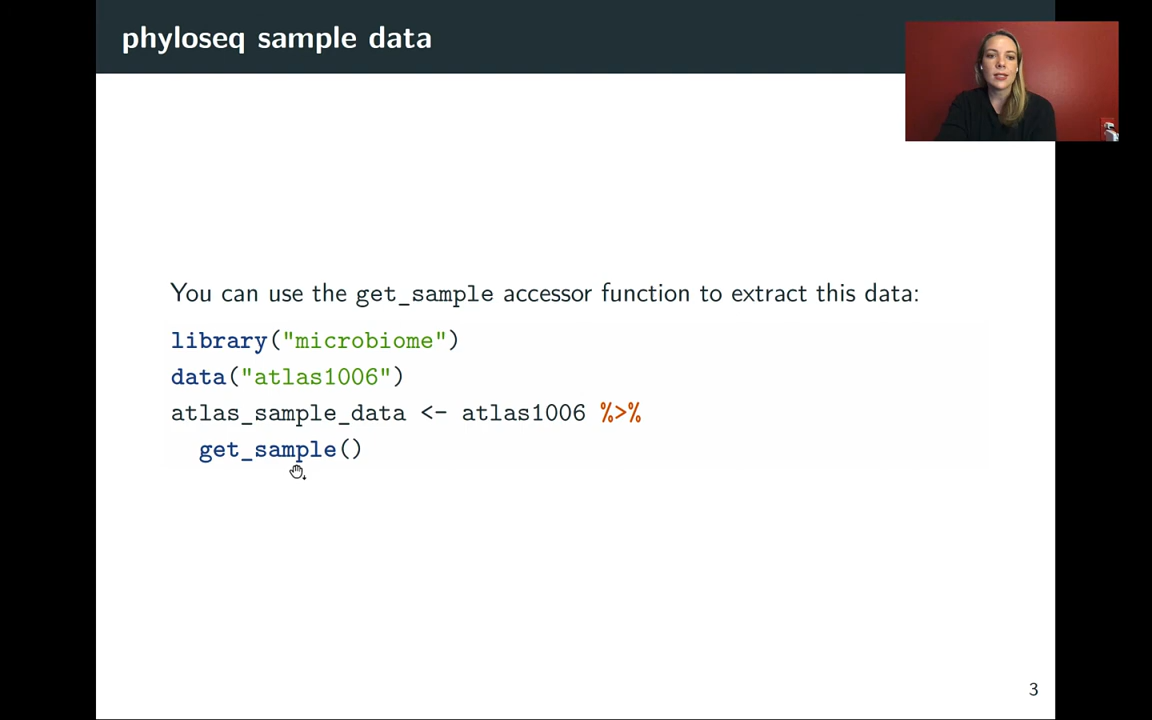 phyloseq sample data
You can use the get_sample accessor function to extract this data:
library("microbiome")
data("atlas1006")
atlas_sample_data <- atlas1006 %>%
get_sample()
3